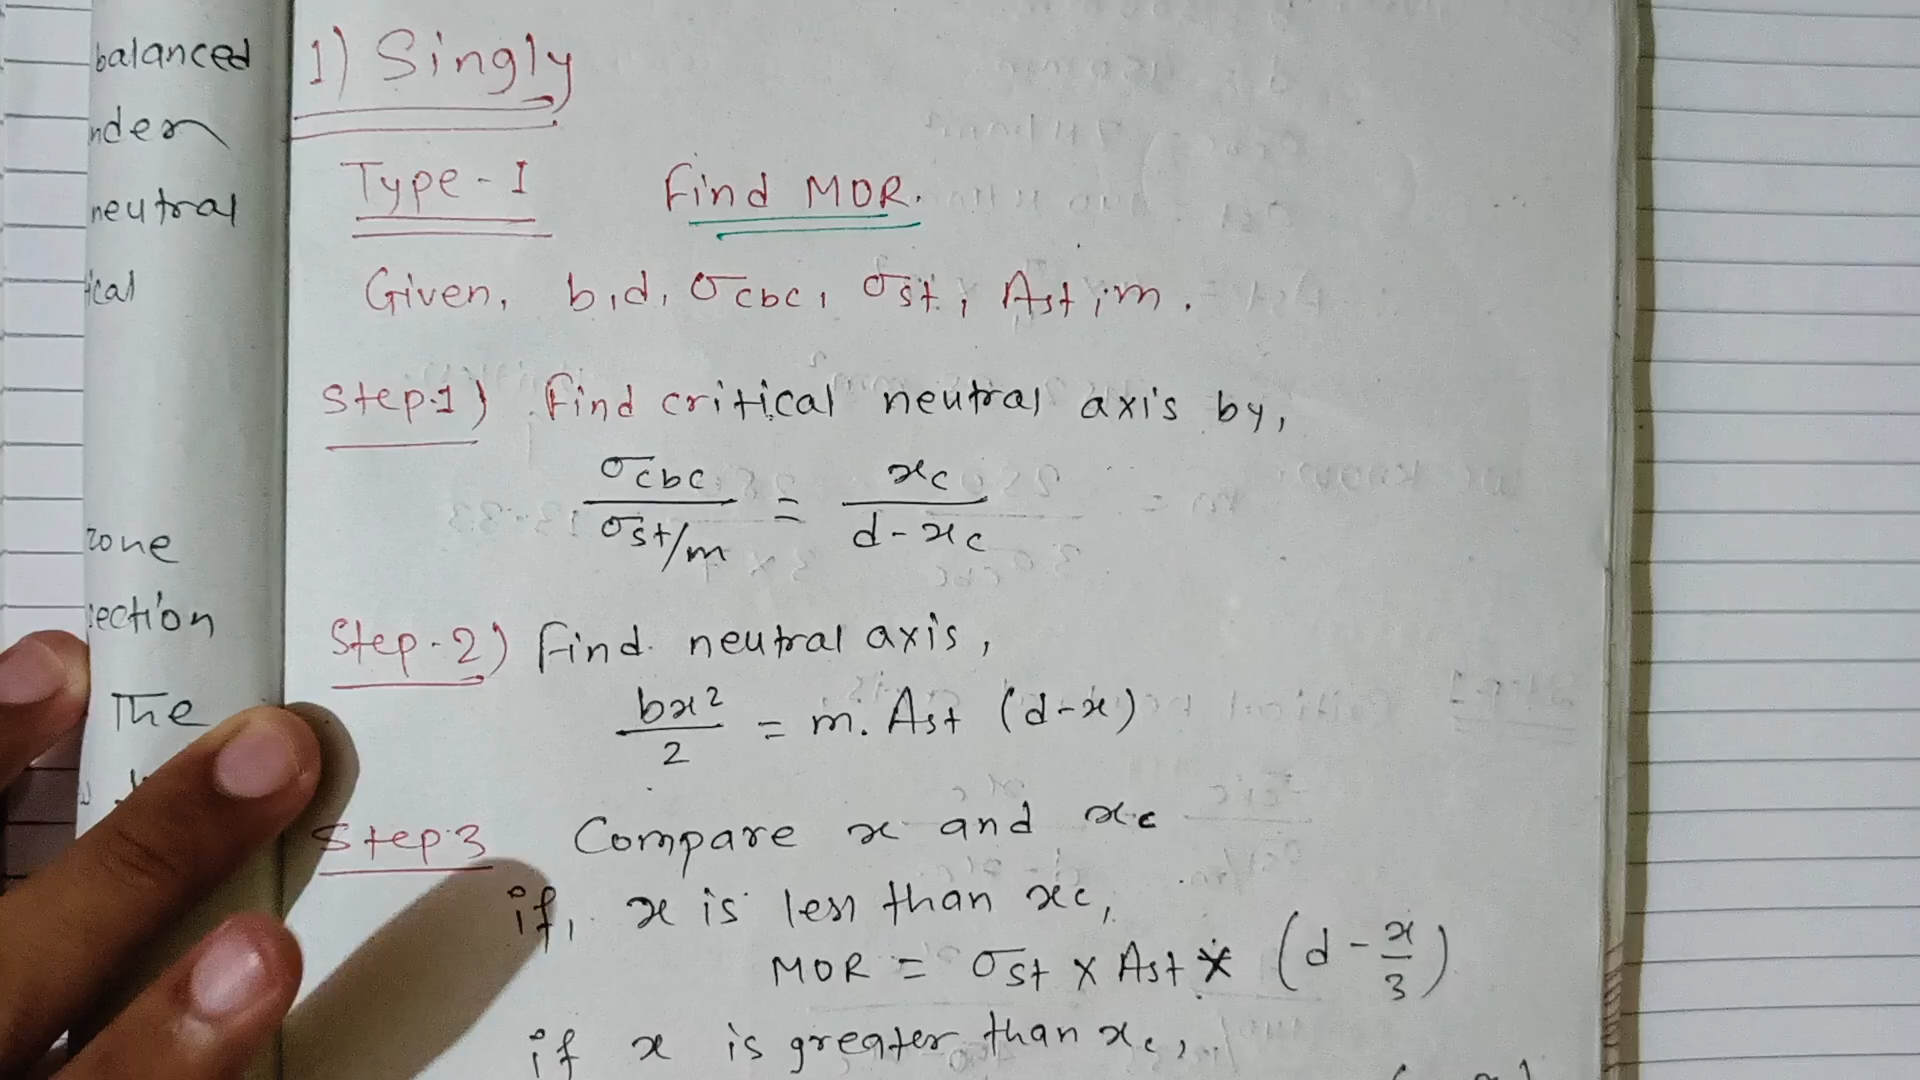 balanced
nder
neutral
ical
zone
section
The
1) Singly
Type-I Find MOR.
Given, b, d, σcbc, σst, Ast, m.
Step-1) Find critical neutral axis by,
σcbc / σst/m = xc / d-xc
Step-2) Find neutral axis,
bx²/2 = m. Ast (d-x)
Step-3 Compare x and xc
if, x is less than xc,
MOR = σst x Ast x (d - x/3)
if x is greater than xc,